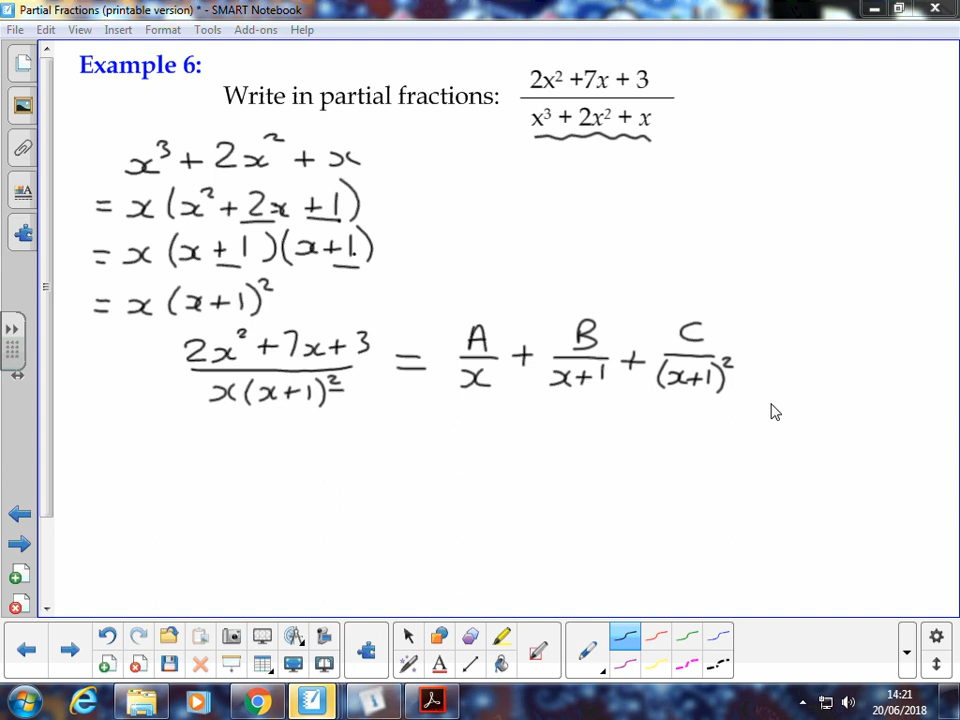 Partial Fractions (printable version) * - SMART Notebook
File Edit View Insert Format Tools Add-ons Help
Example 6:
Write in partial fractions: 2x² +7x + 3
x³ + 2x² + x
x³ + 2x² + x
= x (x² + 2x + 1)
= x (x + 1)(x + 1)
= x (x+1)²
2x² + 7x + 3 = A + B + C
x(x+1)² x x+1 (x+1)²
14:21
20/06/2018